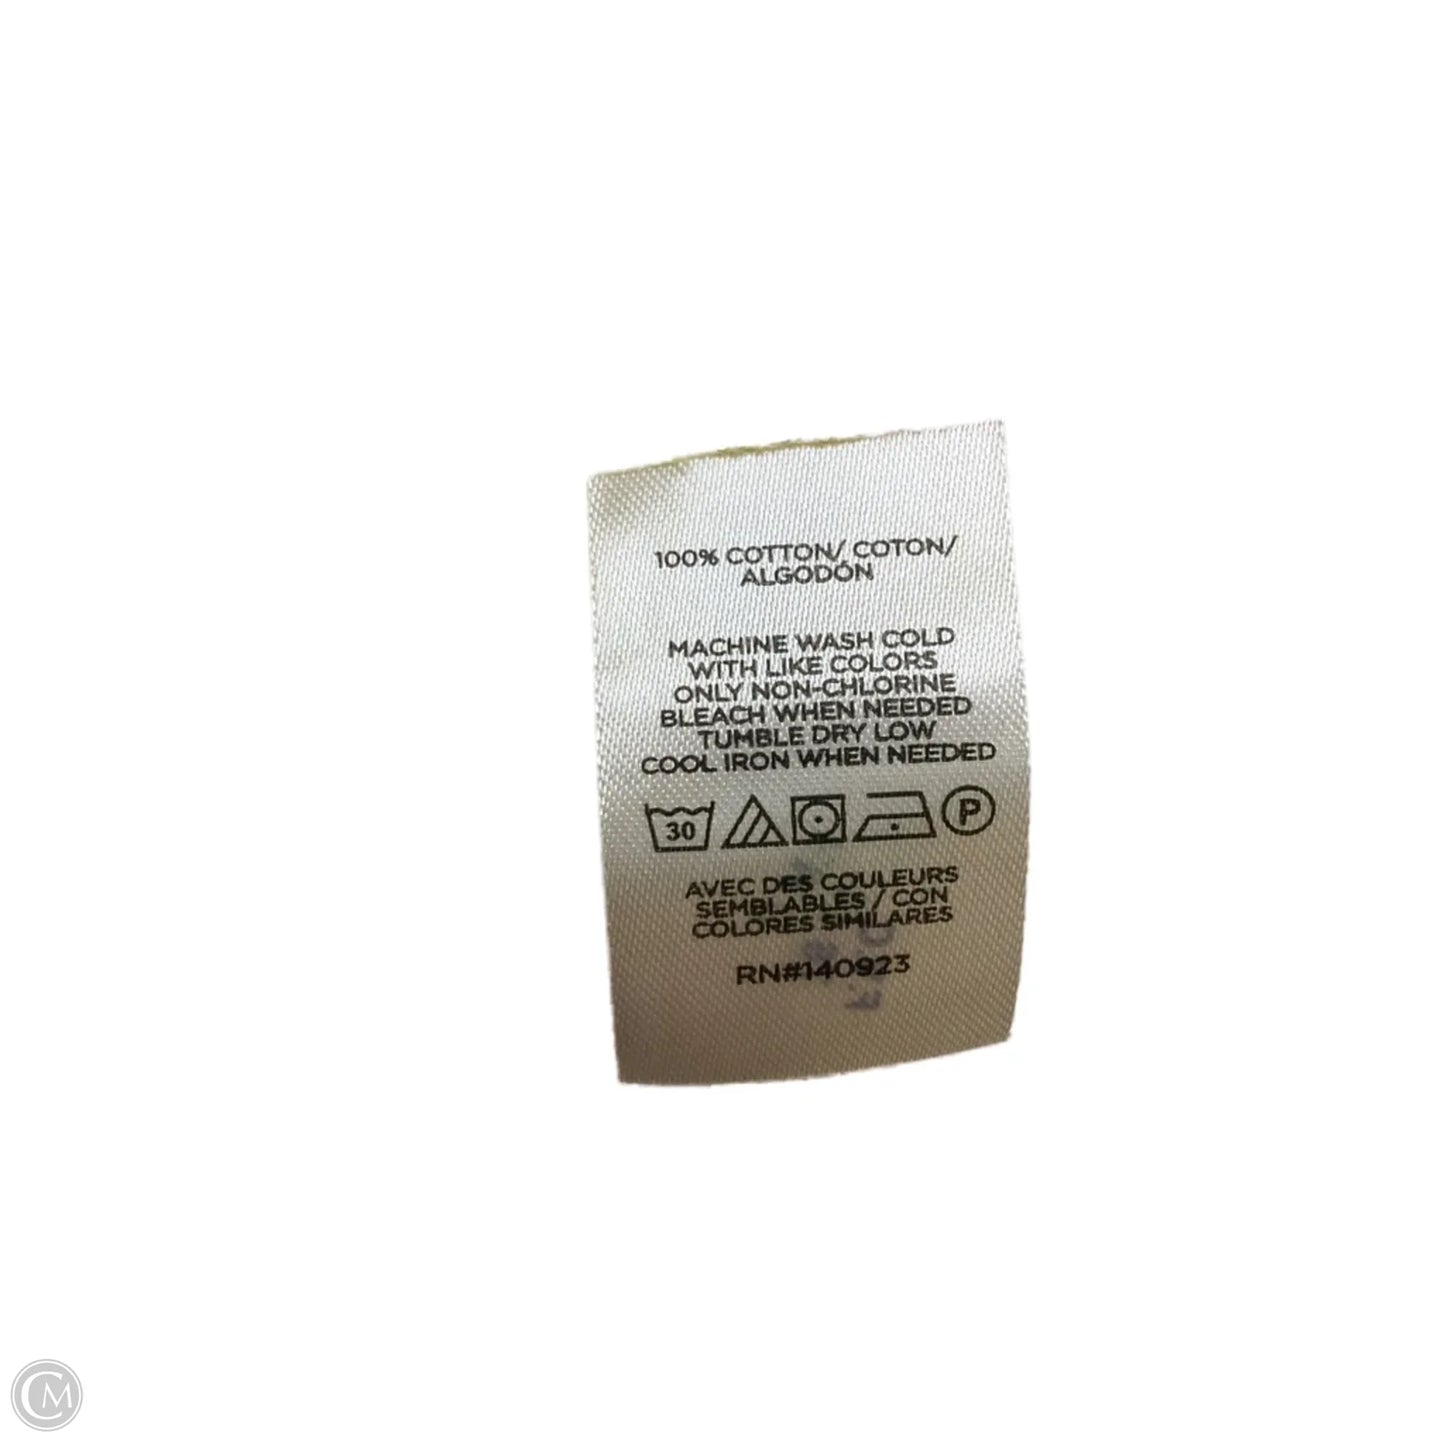 100% COTTON/ COTON/
ALGODÓN
MACHINE WASH COLD
WITH LIKE COLORS
ONLY NON-CHLORINE
BLEACH WHEN NEEDED
TUMBLE DRY LOW
COOL IRON WHEN NEEDED
30 P
AVEC DES COULEURS
SEMBLABLES / CON
COLORES SIMILARES
RN#140923
CM